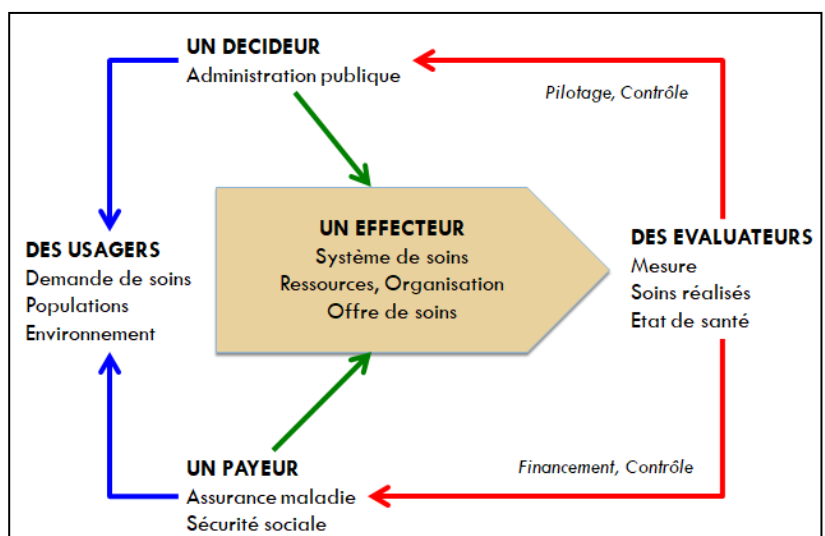 UN DECIDEUR
Administration publique
Pilotage, Contrôle
DES USAGERS
Demande de soins
Populations
Environnement
UN EFFECTEUR
Système de soins
Ressources, Organisation
Offre de soins
DES EVALUATEURS
Mesure
Soins réalisés
Etat de santé
UN PAYEUR
Assurance maladie
Sécurité sociale
Financement, Contrôle